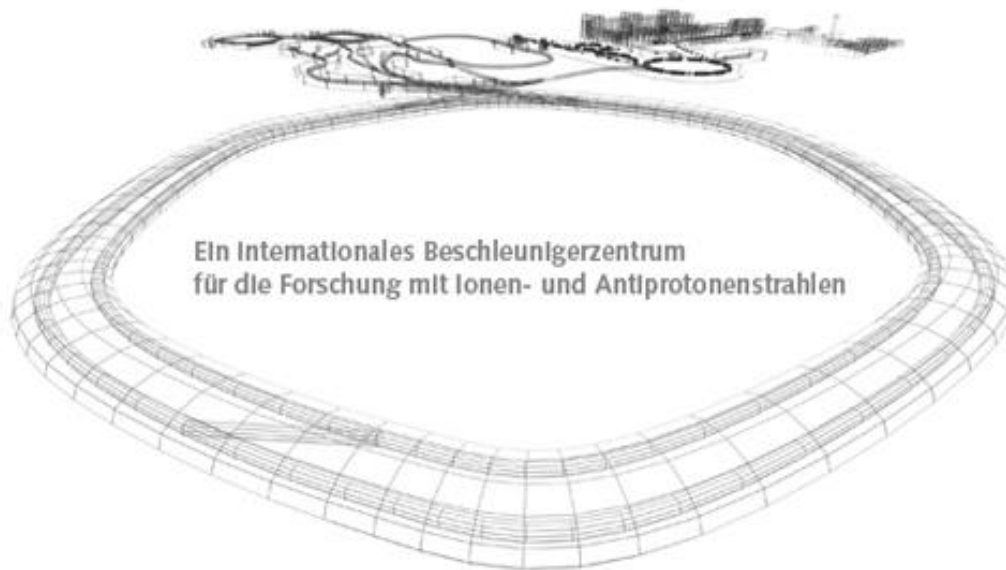 Ein Internationales Beschleunigerzentrum
für die Forschung mit Ionen- und Antiprotonenstrahlen